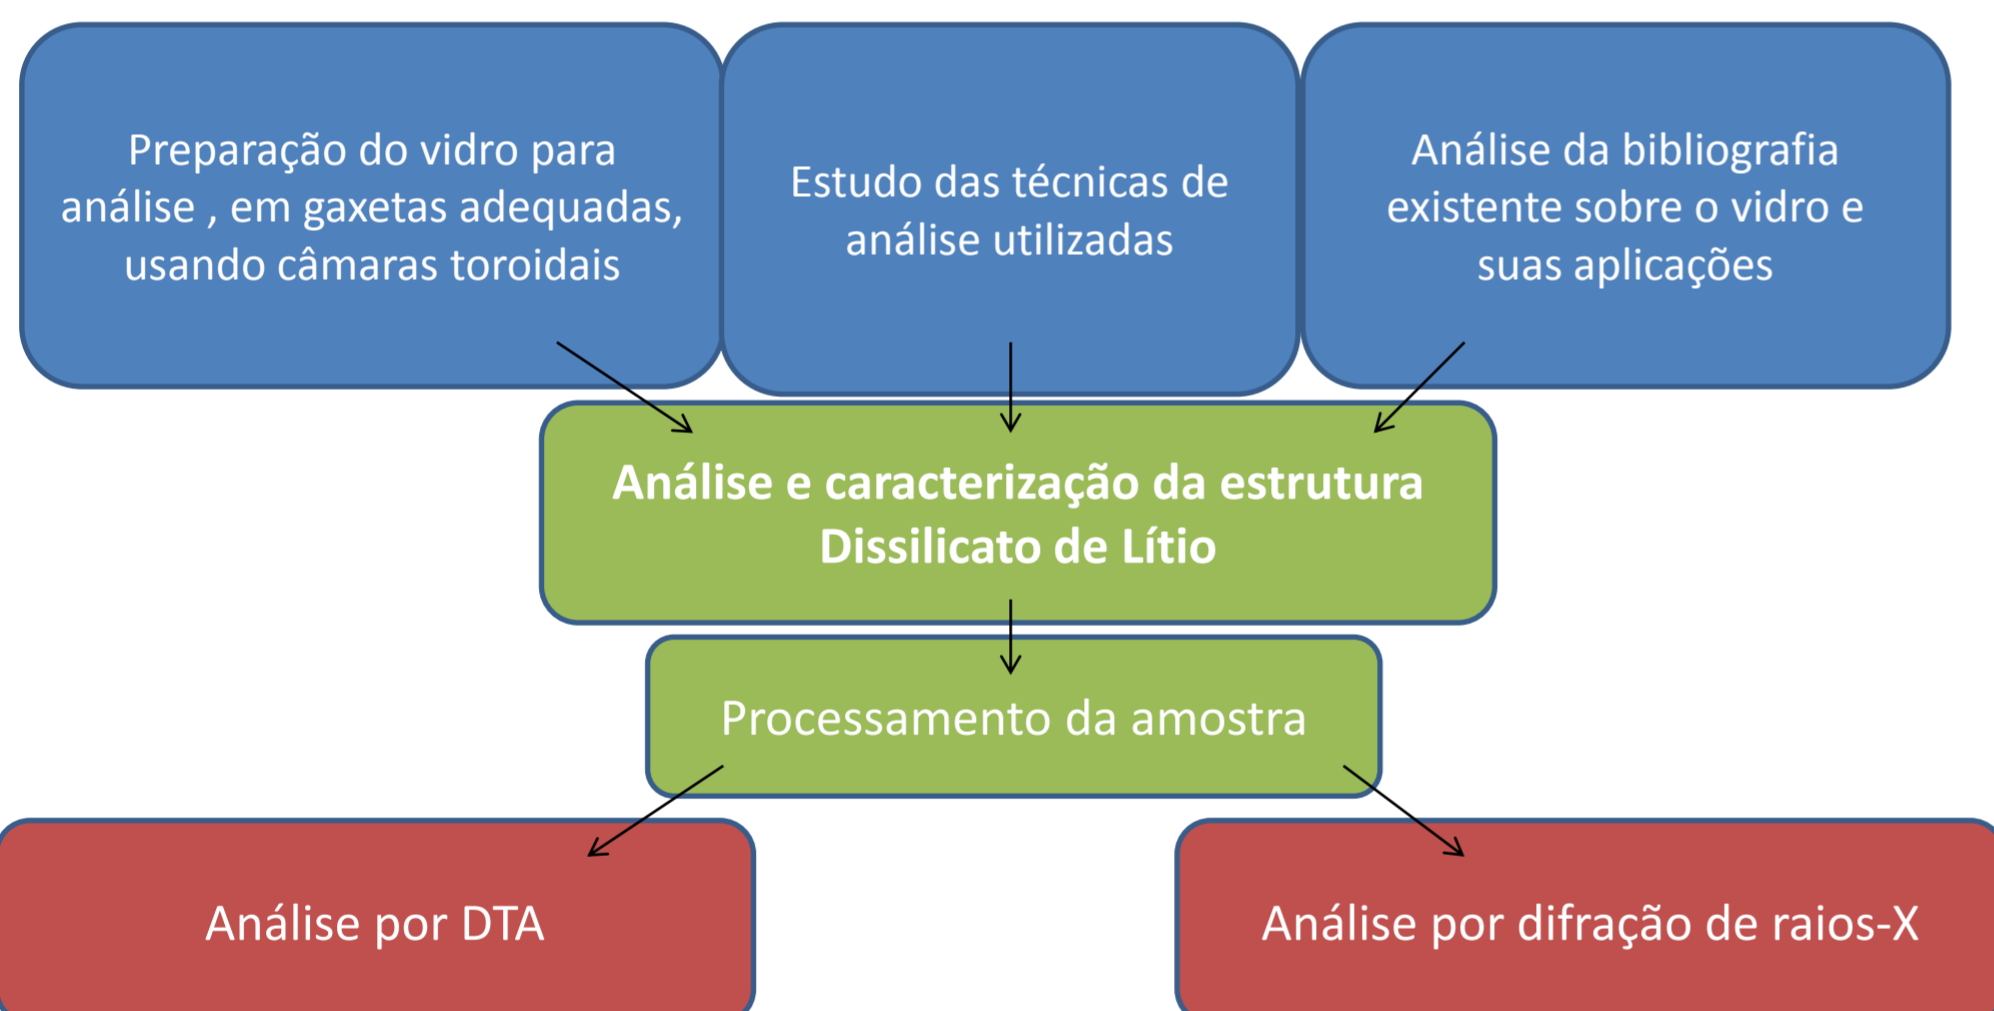 Preparação do vidro para
análise , em gaxetas adequadas,
usando câmaras toroidais
Estudo das técnicas de
análise utilizadas
Análise da bibliografia
existente sobre o vidro e
suas aplicações
Análise e caracterização da estrutura
Dissilicato de Lítio
Processamento da amostra
Análise por DTA
Análise por difração de raios-X